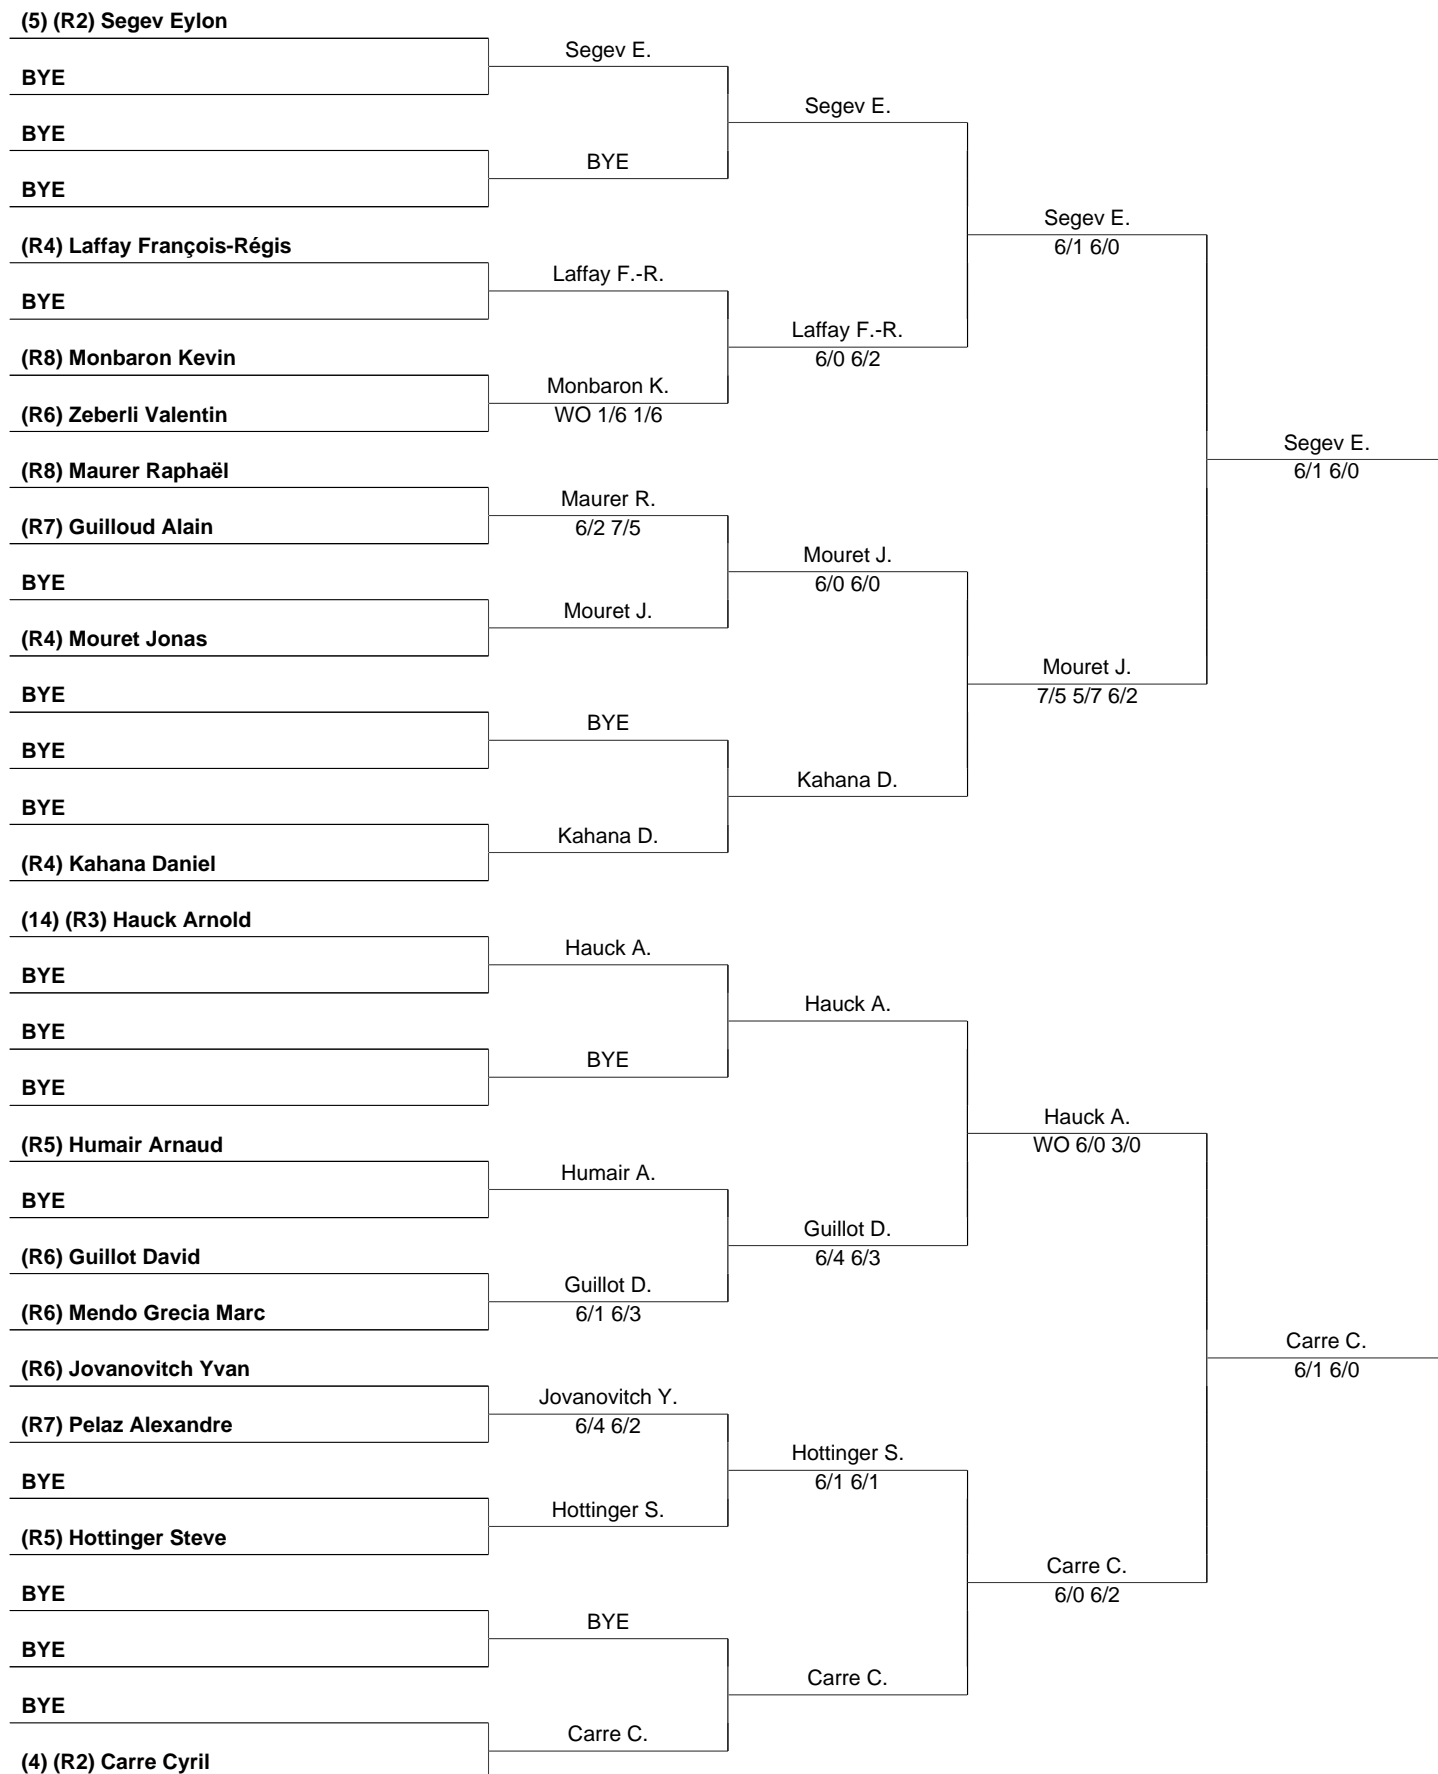 (5) (R2) Segev Eylon
Segev E.
BYE
Segev E.
BYE
BYE
BYE
Segev E.
6/1 6/0
(R4) Laffay François-Régis
Laffay F.-R.
BYE
Laffay F.-R.
6/0 6/2
(R8) Monbaron Kevin
Monbaron K.
WO 1/6 1/6
(R6) Zeberli Valentin
Segev E.
6/1 6/0
(R8) Maurer Raphaël
Maurer R.
6/2 7/5
(R7) Guilloud Alain
Mouret J.
6/0 6/0
BYE
Mouret J.
(R4) Mouret Jonas
Mouret J.
7/5 5/7 6/2
BYE
BYE
BYE
Kahana D.
BYE
Kahana D.
(R4) Kahana Daniel
(14) (R3) Hauck Arnold
Hauck A.
BYE
Hauck A.
BYE
BYE
BYE
Hauck A.
WO 6/0 3/0
(R5) Humair Arnaud
Humair A.
BYE
Guillot D.
6/4 6/3
(R6) Guillot David
Guillot D.
6/1 6/3
(R6) Mendo Grecia Marc
Carre C.
6/1 6/0
(R6) Jovanovitch Yvan
Jovanovitch Y.
6/4 6/2
(R7) Pelaz Alexandre
Hottinger S.
6/1 6/1
BYE
Hottinger S.
(R5) Hottinger Steve
Carre C.
6/0 6/2
BYE
BYE
BYE
Carre C.
BYE
Carre C.
(4) (R2) Carre Cyril